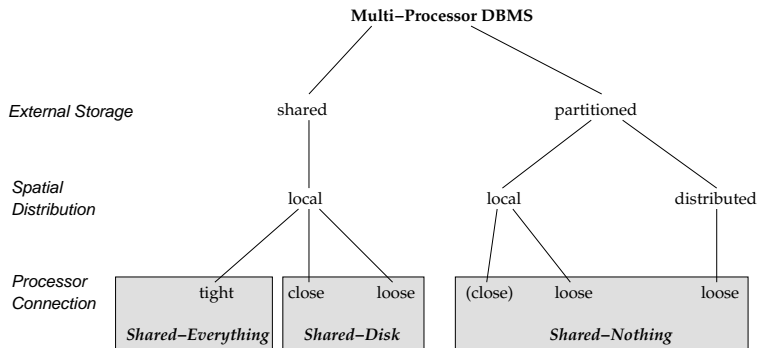 Multi–Processor DBMS
External Storage
shared
partitioned
Spatial
Distribution
local
local
distributed
Processor
Connection
tight
close
loose
(close)
loose
loose
Shared–Everything
Shared–Disk
Shared–Nothing